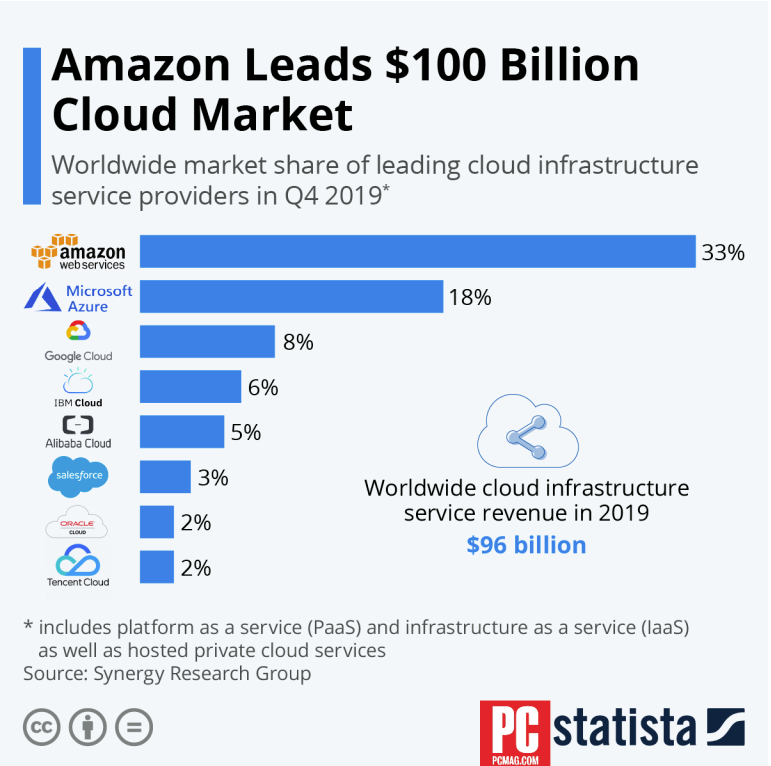 Amazon Leads $100 Billion
Cloud Market
Worldwide market share of leading cloud infrastructure
service providers in Q4 2019*
amazon
web services
33%
Microsoft
Azure
18%
Google Cloud
8%
IBM Cloud
6%
Alibaba Cloud
5%
salesforce
3%
ORACLE
CLOUD
2%
Tencent Cloud
2%
Worldwide cloud infrastructure
service revenue in 2019
$96 billion
* includes platform as a service (PaaS) and infrastructure as a service (IaaS)
as well as hosted private cloud services
Source: Synergy Research Group
cc
PC
PCMAG.COM
statista